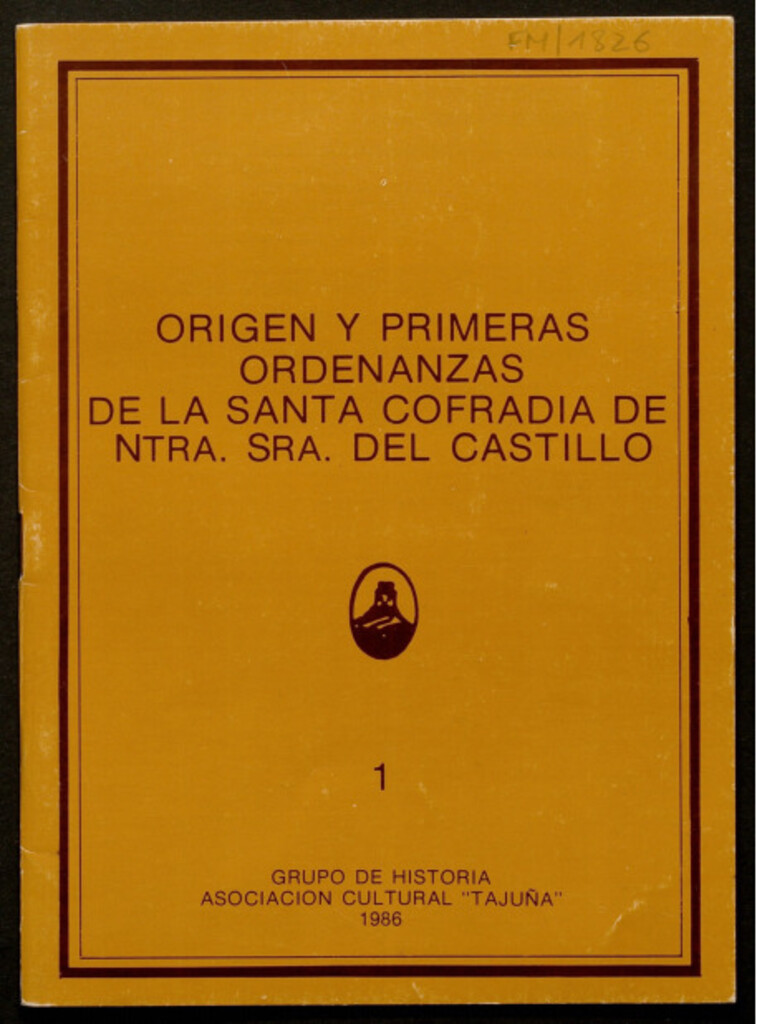 FM/1826
ORIGEN Y PRIMERAS
ORDENANZAS
DE LA SANTA COFRADIA DE
NTRA. SRA. DEL CASTILLO
1
GRUPO DE HISTORIA
ASOCIACION CULTURAL "TAJUÑA"
1986